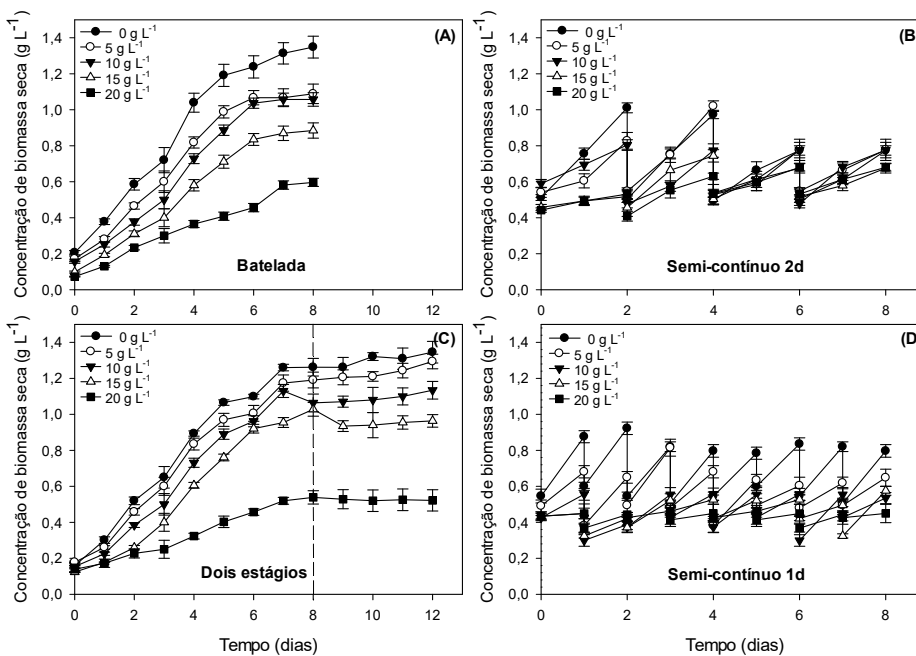 (A)
Concentração de biomassa seca (g L⁻¹)
1,4
1,2
1,0
0,8
0,6
0,4
0,2
0,0
0 g L⁻¹
5 g L⁻¹
10 g L⁻¹
15 g L⁻¹
20 g L⁻¹
Batelada
0 2 4 6 8 10 12
(B)
Concentração de biomassa seca (g L⁻¹)
1,4
1,2
1,0
0,8
0,6
0,4
0,2
0,0
0 g L⁻¹
5 g L⁻¹
10 g L⁻¹
15 g L⁻¹
20 g L⁻¹
Semi-contínuo 2d
0 2 4 6 8
(C)
Concentração de biomassa seca (g L⁻¹)
1,4
1,2
1,0
0,8
0,6
0,4
0,2
0,0
0 g L⁻¹
5 g L⁻¹
10 g L⁻¹
15 g L⁻¹
20 g L⁻¹
Dois estágios
0 2 4 6 8 10 12
Tempo (dias)
(D)
Concentração de biomassa seca (g L⁻¹)
1,4
1,2
1,0
0,8
0,6
0,4
0,2
0,0
0 g L⁻¹
5 g L⁻¹
10 g L⁻¹
15 g L⁻¹
20 g L⁻¹
Semi-contínuo 1d
0 2 4 6 8
Tempo (dias)